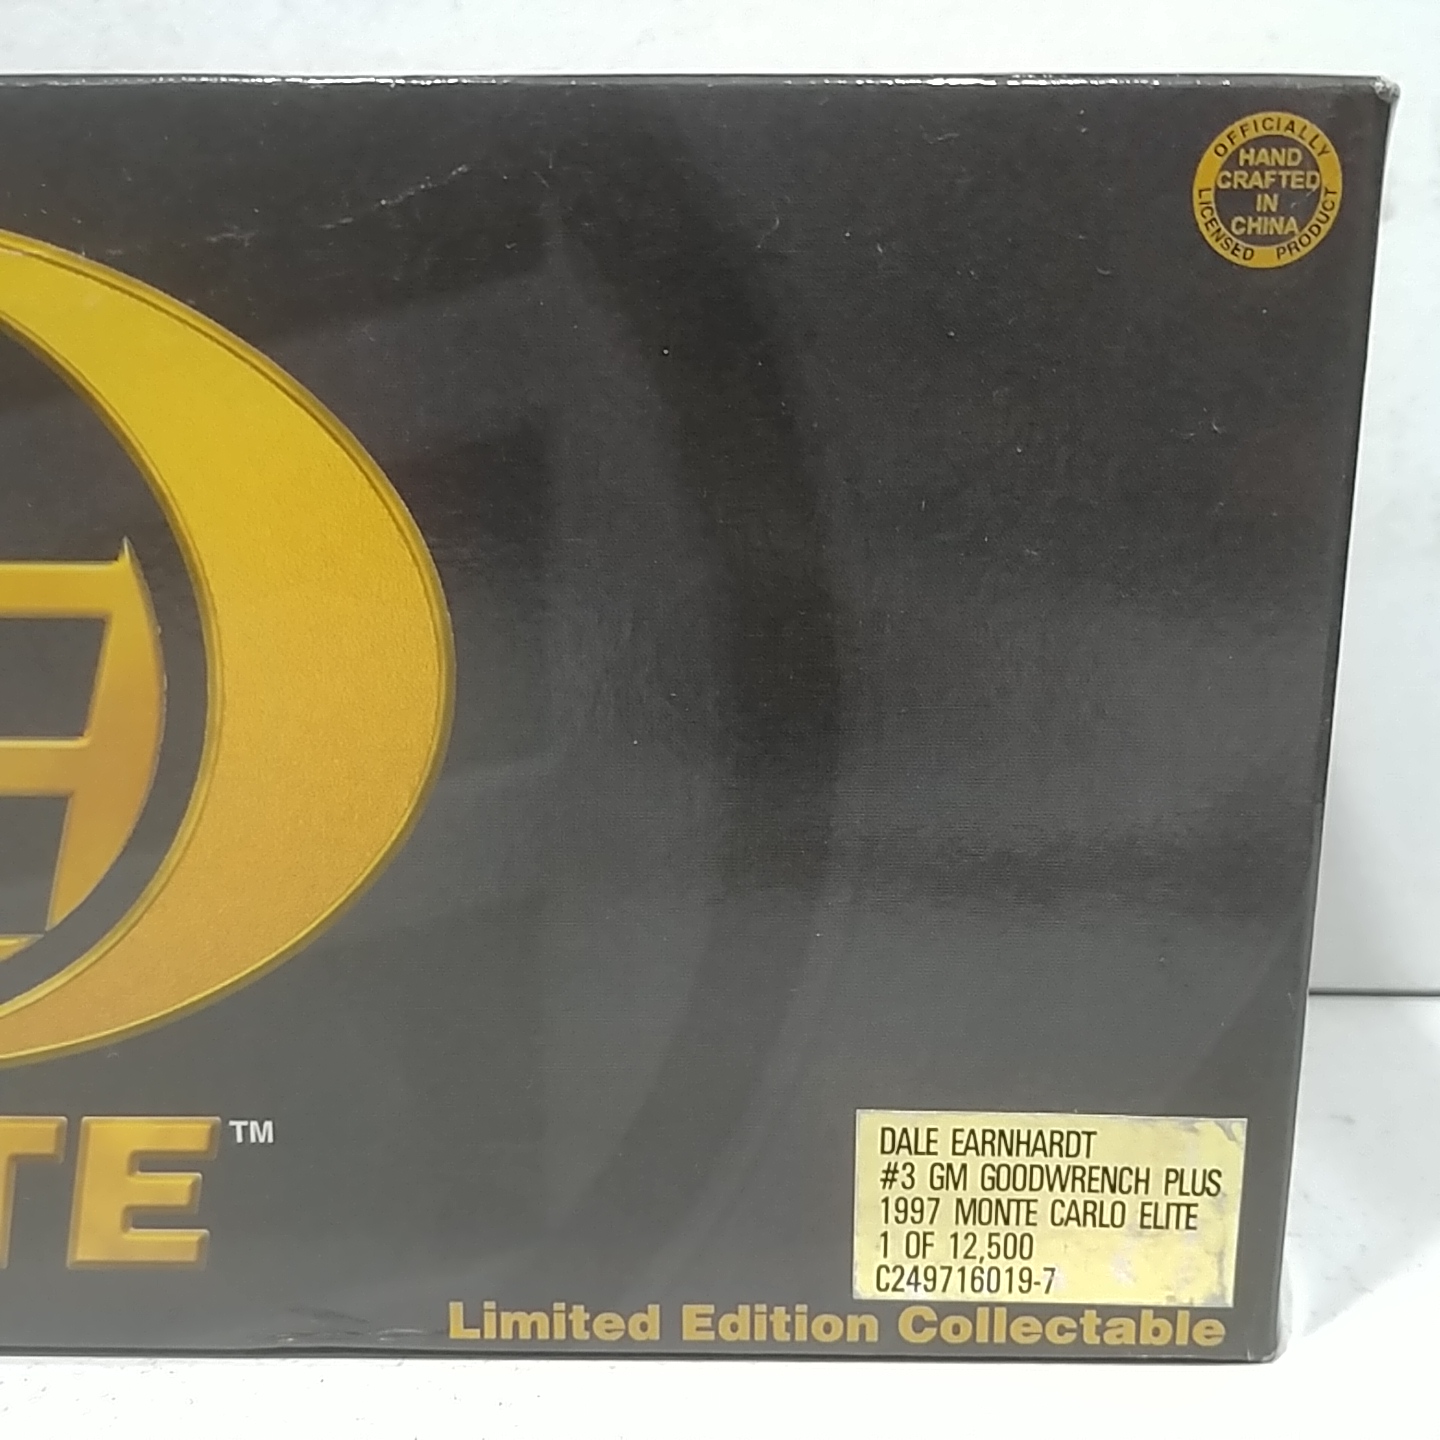 OFFICIALLY
HAND
CRAFTED
IN
CHINA
LICENSED PRODUCT
TE™
DALE EARNHARDT
#3 GM GOODWRENCH PLUS
1997 MONTE CARLO ELITE
1 OF 12,500
C249716019-7
Limited Edition Collectable